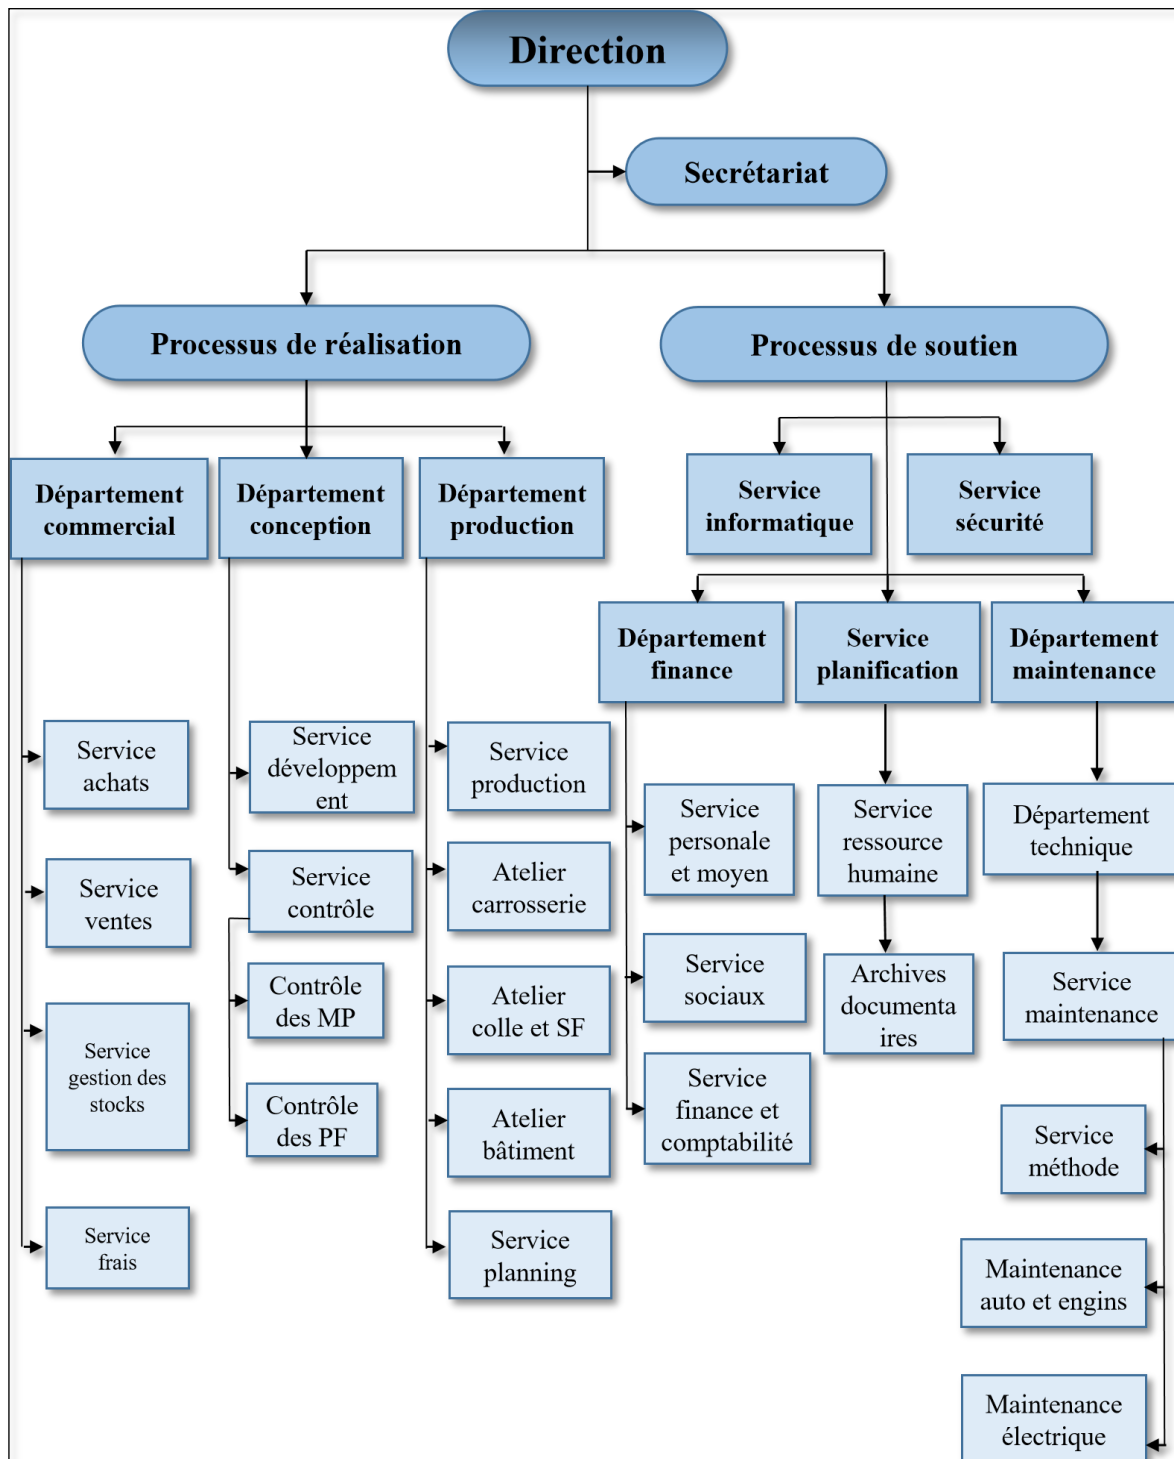 Direction
Secrétariat
Processus de réalisation
Processus de soutien
Département
commercial
Département
conception
Département
production
Service
informatique
Service
sécurité
Département
finance
Service
planification
Département
maintenance
Service
achats
Service
ventes
Service
gestion des
stocks
Service
frais
Service
développem
ent
Service
contrôle
Contrôle
des MP
Contrôle
des PF
Service
production
Atelier
carrosserie
Atelier
colle et SF
Atelier
bâtiment
Service
planning
Service
personale
et moyen
Service
sociaux
Service
finance et
comptabilité
Service
ressource
humaine
Archives
documenta
ires
Département
technique
Service
maintenance
Service
méthode
Maintenance
auto et engins
Maintenance
électrique